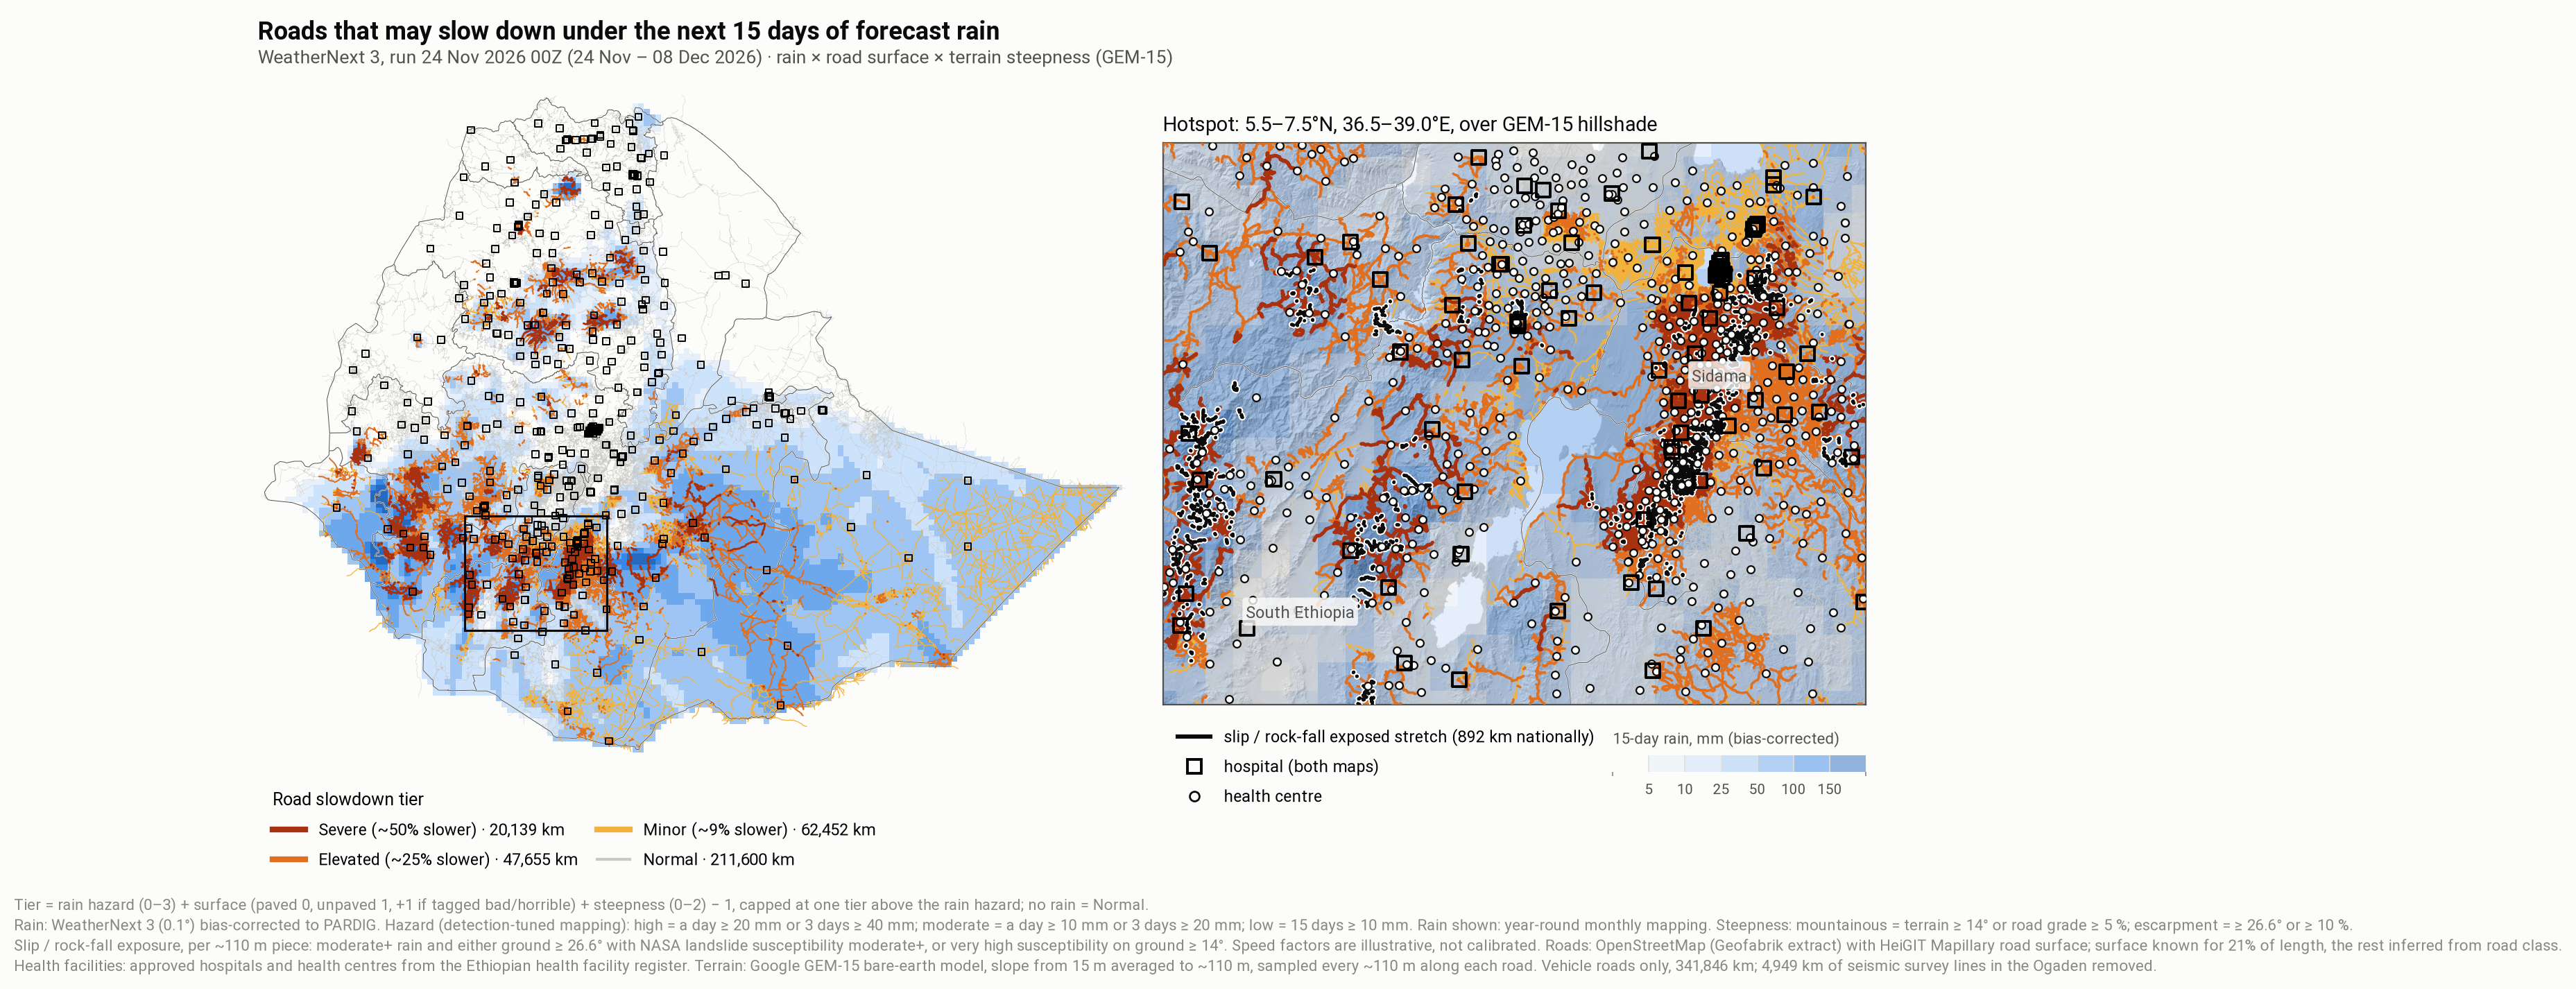 Roads that may slow down under the next 15 days of forecast rain
WeatherNext 3, run 24 Nov 2026 00Z (24 Nov – 08 Dec 2026) · rain × road surface × terrain steepness (GEM-15)
Hotspot: 5.5–7.5°N, 36.5–39.0°E, over GEM-15 hillshade
Sidama
South Ethiopia
slip / rock-fall exposed stretch (892 km nationally)
hospital (both maps)
health centre
15-day rain, mm (bias-corrected)
5 10 25 50 100 150
Road slowdown tier
Severe (~50% slower) · 20,139 km
Minor (~9% slower) · 62,452 km
Elevated (~25% slower) · 47,655 km
Normal · 211,600 km
Tier = rain hazard (0–3) + surface (paved 0, unpaved 1, +1 if tagged bad/horrible) + steepness (0–2) − 1, capped at one tier above the rain hazard; no rain = Normal.
Rain: WeatherNext 3 (0.1°) bias-corrected to PARDIG. Hazard (detection-tuned mapping): high = a day ≥ 20 mm or 3 days ≥ 40 mm; moderate = a day ≥ 10 mm or 3 days ≥ 20 mm; low = 15 days ≥ 10 mm. Rain shown: year-round monthly mapping. Steepness: mountainous = terrain ≥ 14° or road grade ≥ 5 %; escarpment = ≥ 26.6° or ≥ 10 %.
Slip / rock-fall exposure, per ~110 m piece: moderate+ rain and either ground ≥ 26.6° with NASA landslide susceptibility moderate+, or very high susceptibility on ground ≥ 14°. Speed factors are illustrative, not calibrated. Roads: OpenStreetMap (Geofabrik extract) with HeiGIT Mapillary road surface; surface known for 21% of length, the rest inferred from road class.
Health facilities: approved hospitals and health centres from the Ethiopian health facility register. Terrain: Google GEM-15 bare-earth model, slope from 15 m averaged to ~110 m, sampled every ~110 m along each road. Vehicle roads only, 341,846 km; 4,949 km of seismic survey lines in the Ogaden removed.